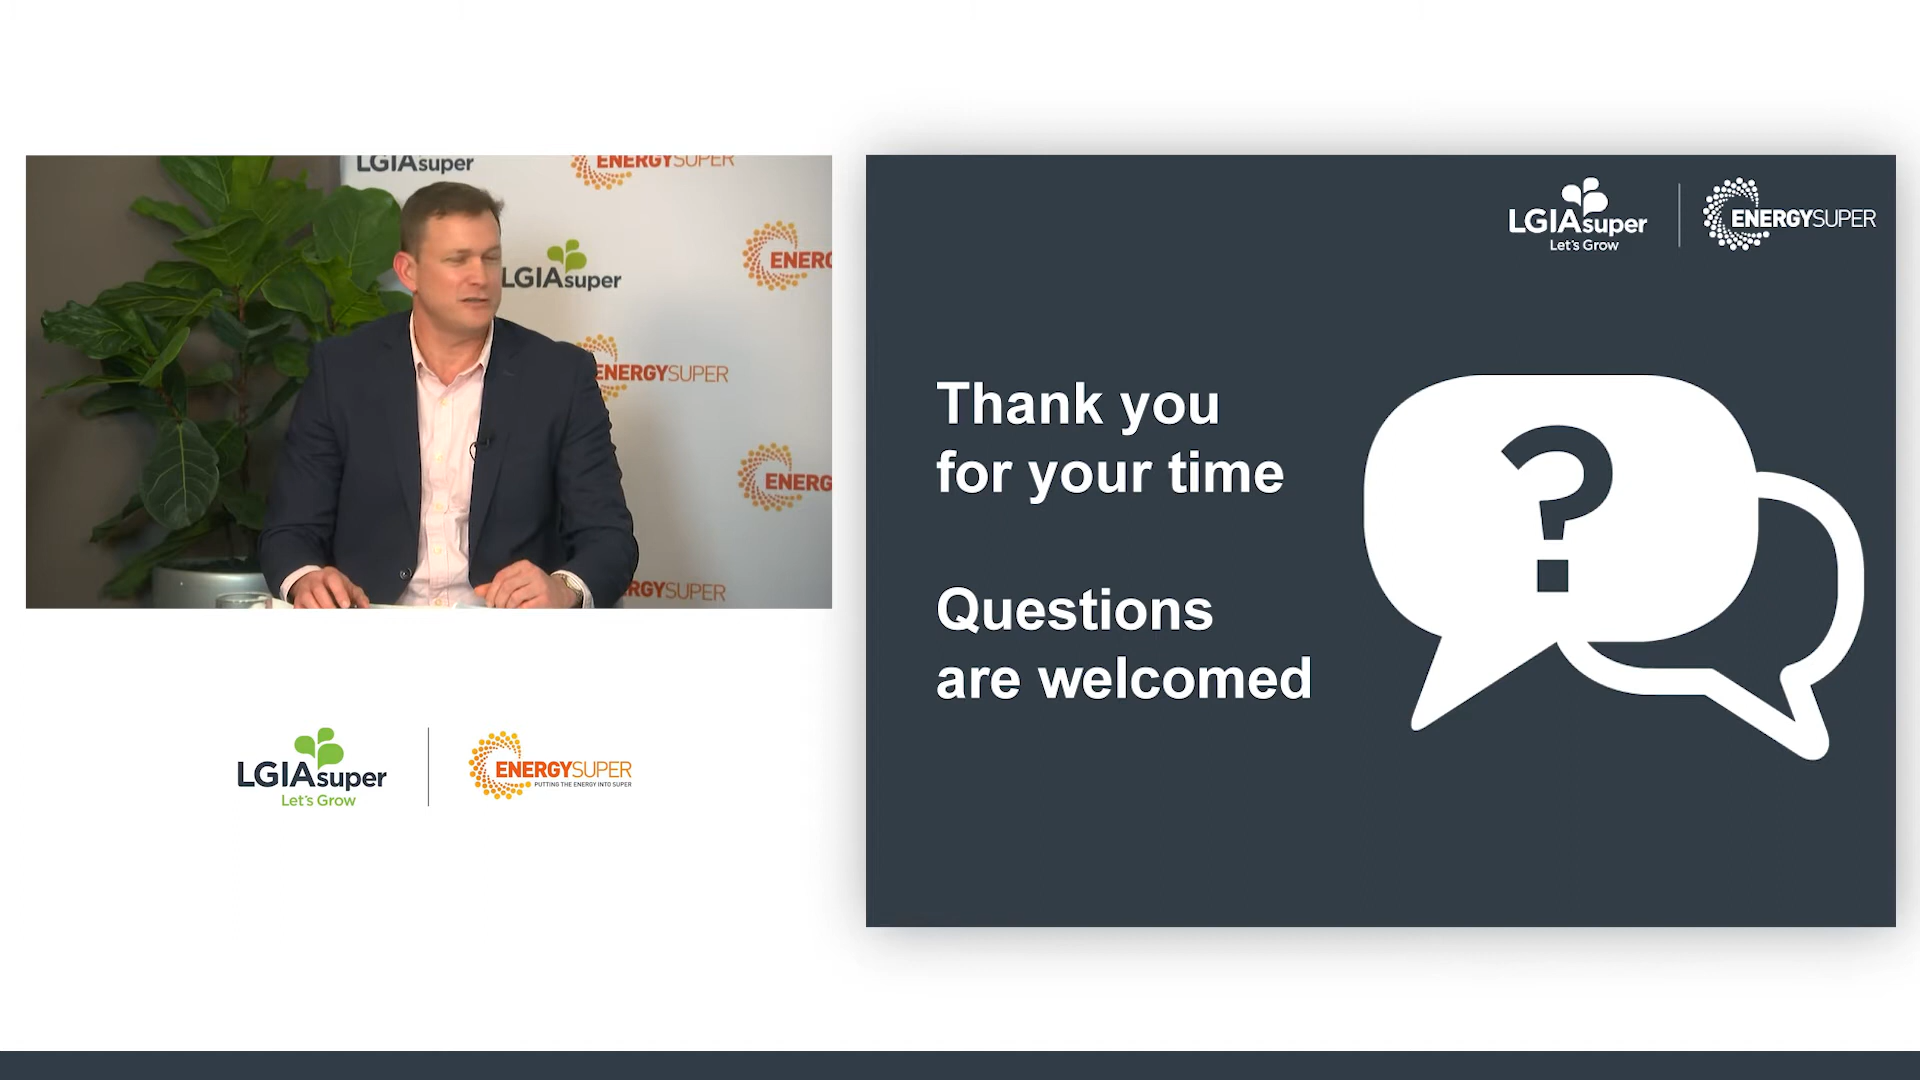 LGIAsuper
ENERGYSUPER
ENERG
LGIAsuper
ENERGYSUPER
ENERG
RGYSUPER
LGIAsuper
Let's Grow
ENERGYSUPER
PUTTING THE ENERGY INTO SUPER
LGIAsuper
Let's Grow
ENERGYSUPER
Thank you
for your time
Questions
are welcomed
?